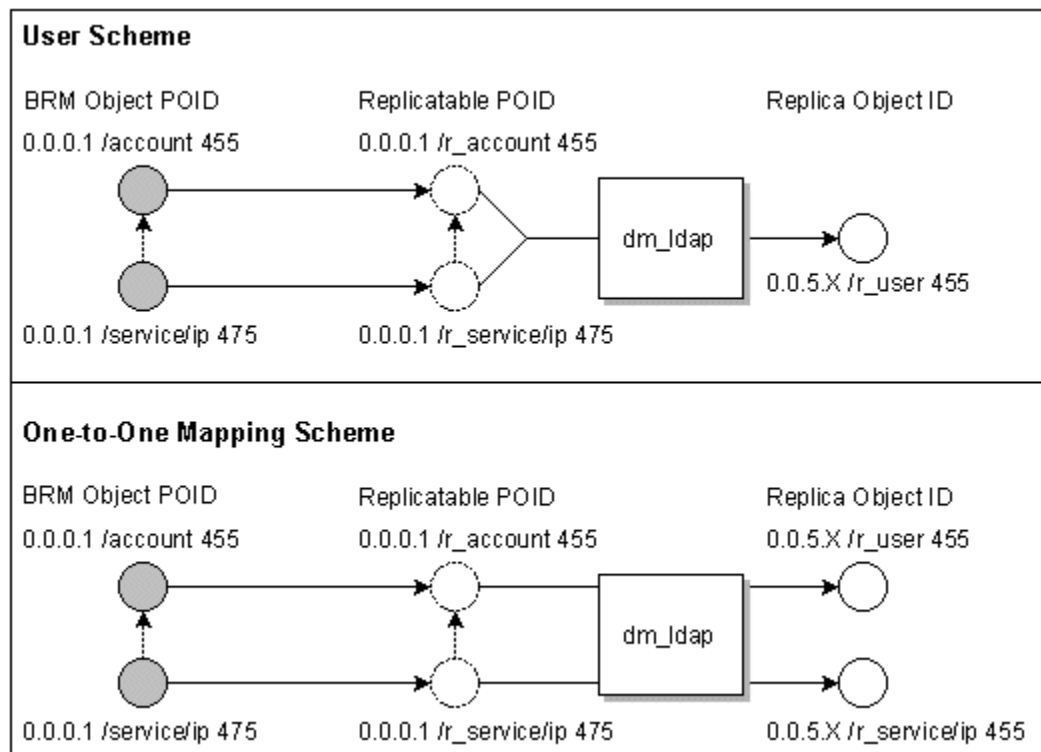 User Scheme
BRM Object POID Replicatable POID Replica Object ID
0.0.0.1 /account 455 0.0.0.1 /r_account 455
dm_ldap
0.0.5.X /r_user 455
0.0.0.1 /service/ip 475 0.0.0.1 /r_service/ip 475
One-to-One Mapping Scheme
BRM Object POID Replicatable POID Replica Object ID
0.0.0.1 /account 455 0.0.0.1 /r_account 455 0.0.5.X /r_user 455
dm_ldap
0.0.0.1 /service/ip 475 0.0.0.1 /r_service/ip 475 0.0.5.X /r_service/ip 455